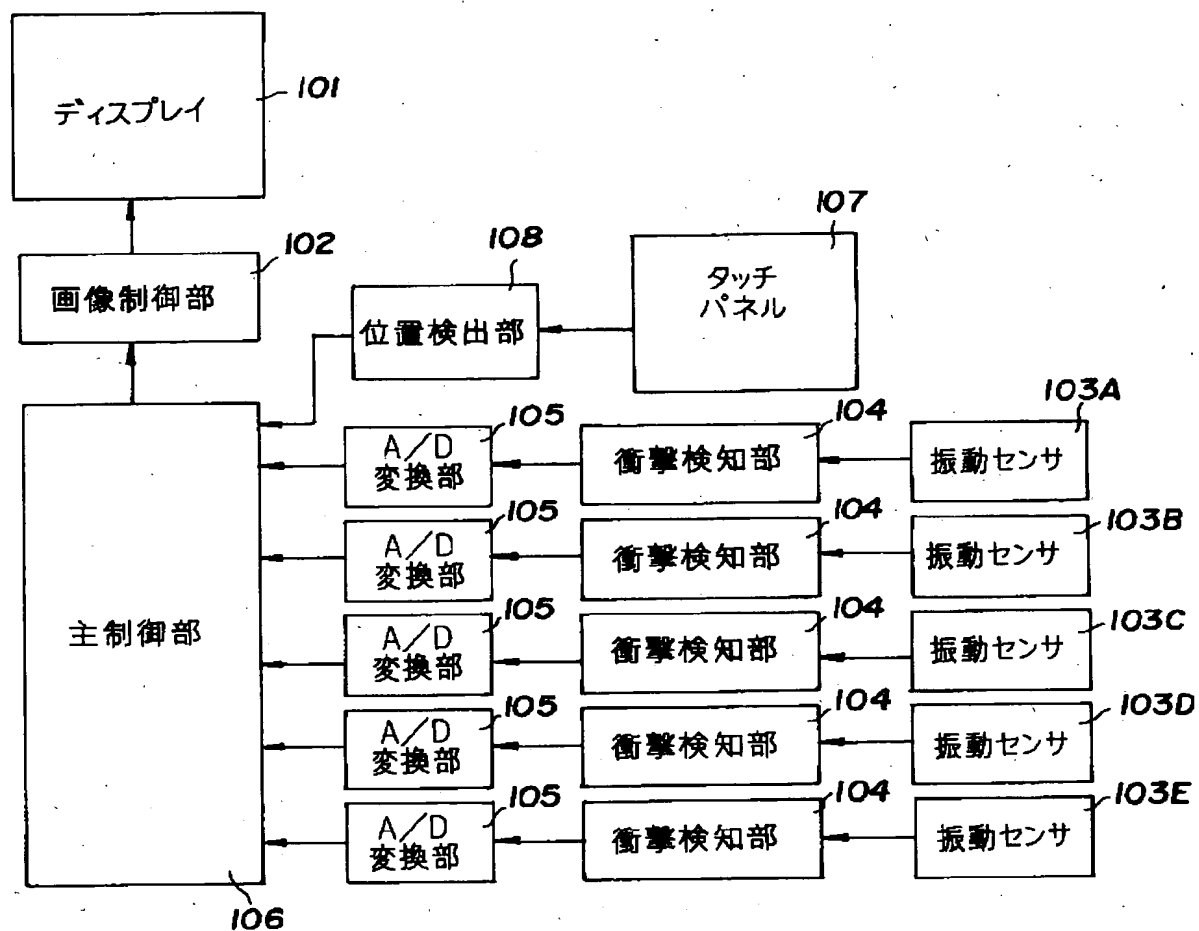 ディスプレイ
101
画像制御部
102
位置検出部
108
タッチ
パネル
107
主制御部
106
A/D
変換部
105
衝撃検知部
104
振動センサ
103A
A/D
変換部
105
衝撃検知部
104
振動センサ
103B
A/D
変換部
105
衝撃検知部
104
振動センサ
103C
A/D
変換部
105
衝撃検知部
104
振動センサ
103D
A/D
変換部
105
衝撃検知部
104
振動センサ
103E